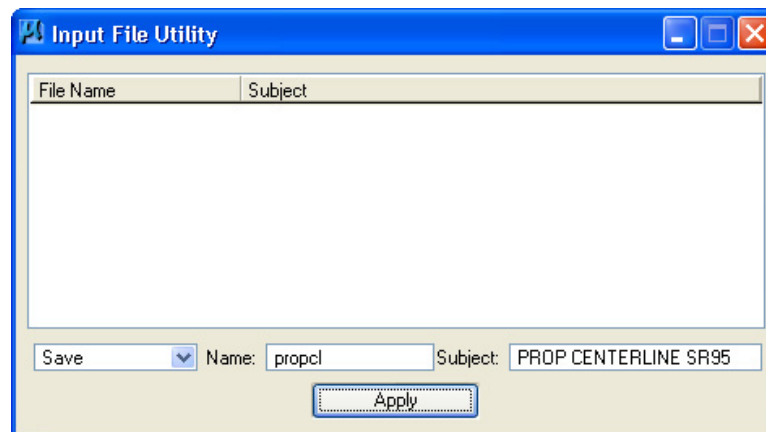 Input File Utility
File Name Subject
Save Name: propcl Subject: PROP CENTERLINE SR95
Apply